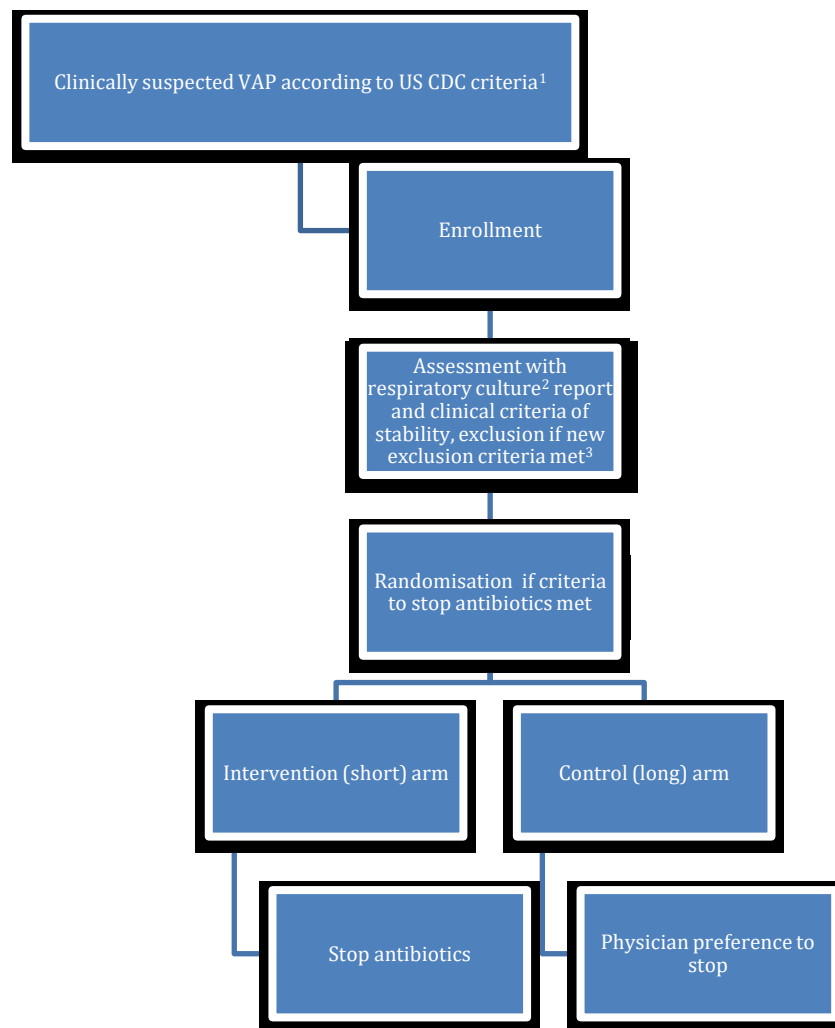 Clinically suspected VAP according to US CDC criteria¹
Enrollment
Assessment with
respiratory culture² report
and clinical criteria of
stability, exclusion if new
exclusion criteria met³
Randomisation if criteria
to stop antibiotics met
Intervention (short) arm
Control (long) arm
Stop antibiotics
Physician preference to
stop